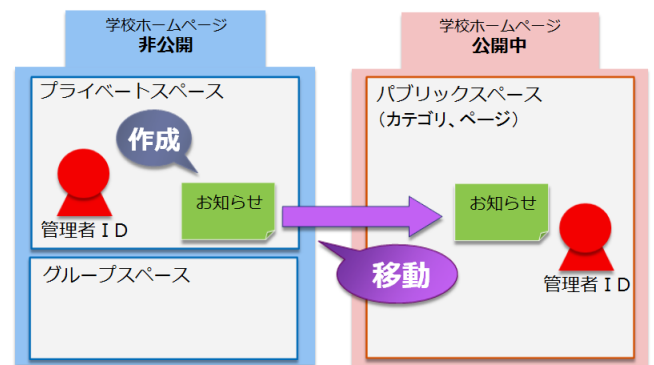 学校ホームページ
非公開
プライベートスペース
作成
お知らせ
管理者ＩＤ
グループスペース
移動
学校ホームページ
公開中
パブリックスペース
（カテゴリ、ページ）
お知らせ
管理者ＩＤ